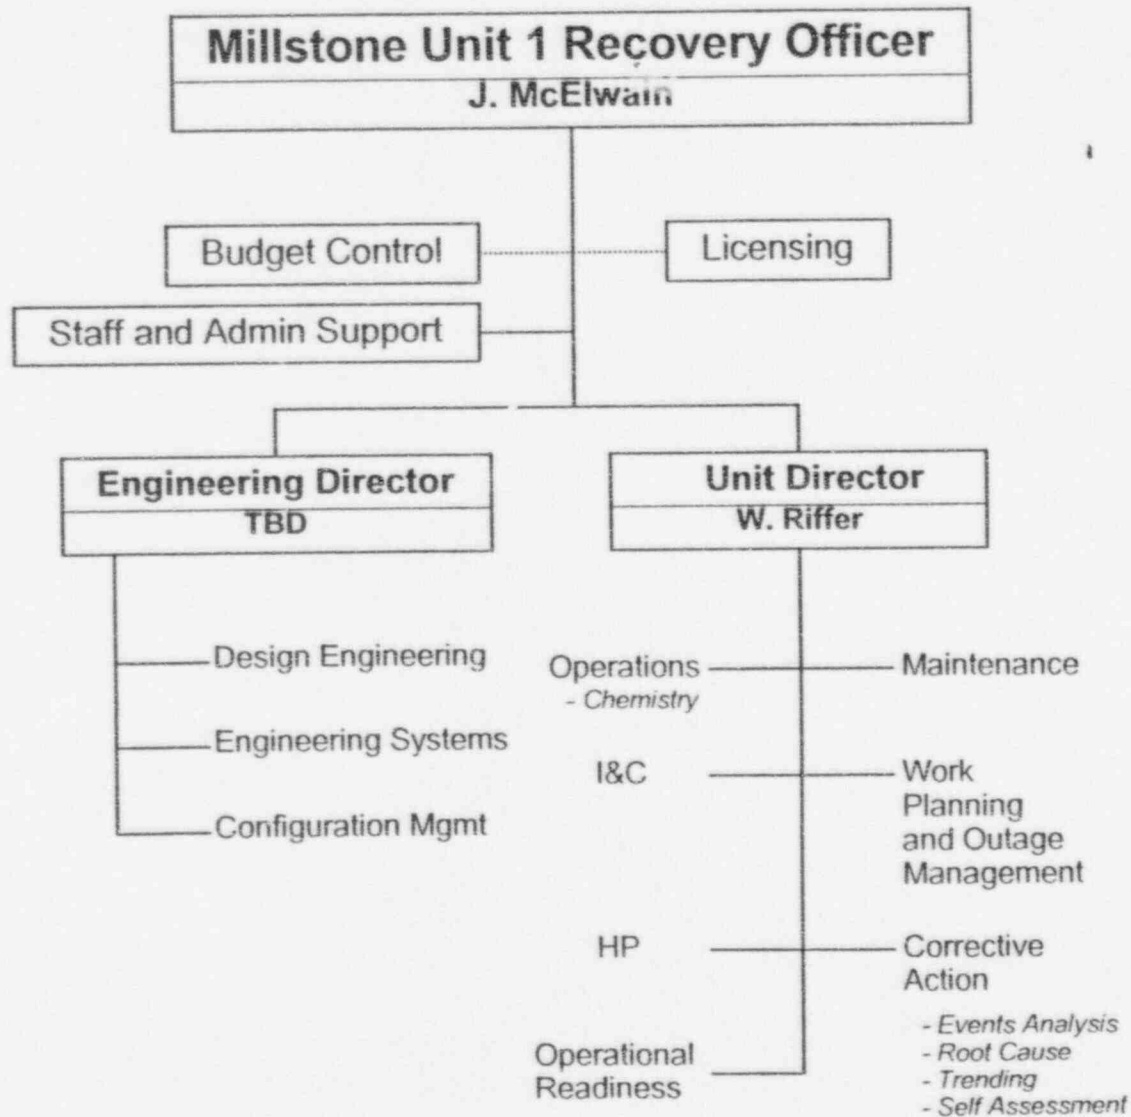 Millstone Unit 1 Recovery Officer
J. McElwain
Budget Control
Licensing
Staff and Admin Support
Engineering Director
TBD
Unit Director
W. Riffer
Design Engineering
Engineering Systems
Configuration Mgmt
Operations
- Chemistry
Maintenance
I&C
Work
Planning
and Outage
Management
HP
Corrective
Action
- Events Analysis
- Root Cause
- Trending
- Self Assessment
Operational
Readiness